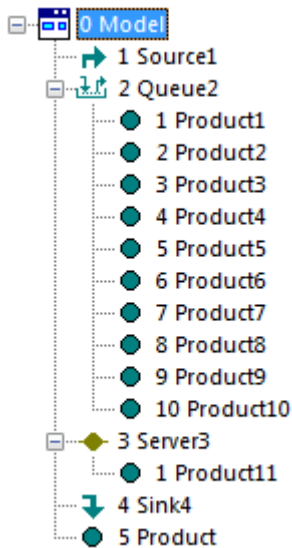 0 Model
1 Source1
2 Queue2
1 Product1
2 Product2
3 Product3
4 Product4
5 Product5
6 Product6
7 Product7
8 Product8
9 Product9
10 Product10
3 Server3
1 Product11
4 Sink4
5 Product